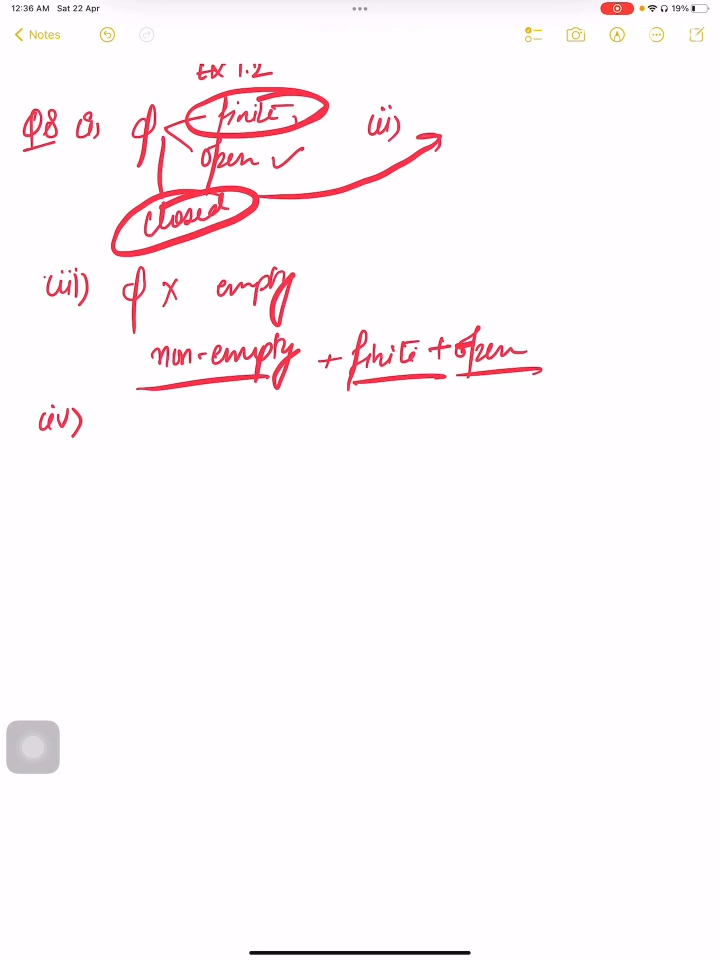 12:36 AM Sat 22 Apr
19%
Notes
Ex 1.2
Q8 (i) φ finite (ii)
open ✓
closed
(iii) φ × empty
non-empty + finite + open
(iv)